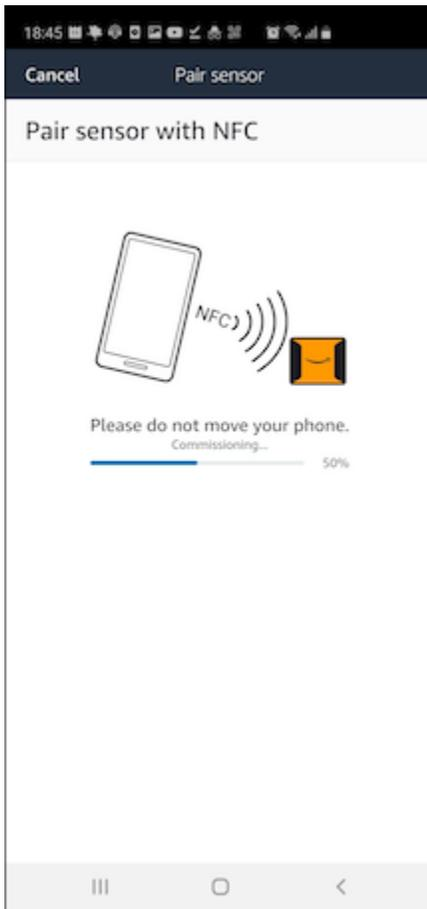 18:45
Cancel Pair sensor
Pair sensor with NFC
NFC
Please do not move your phone.
Commissioning...
50%